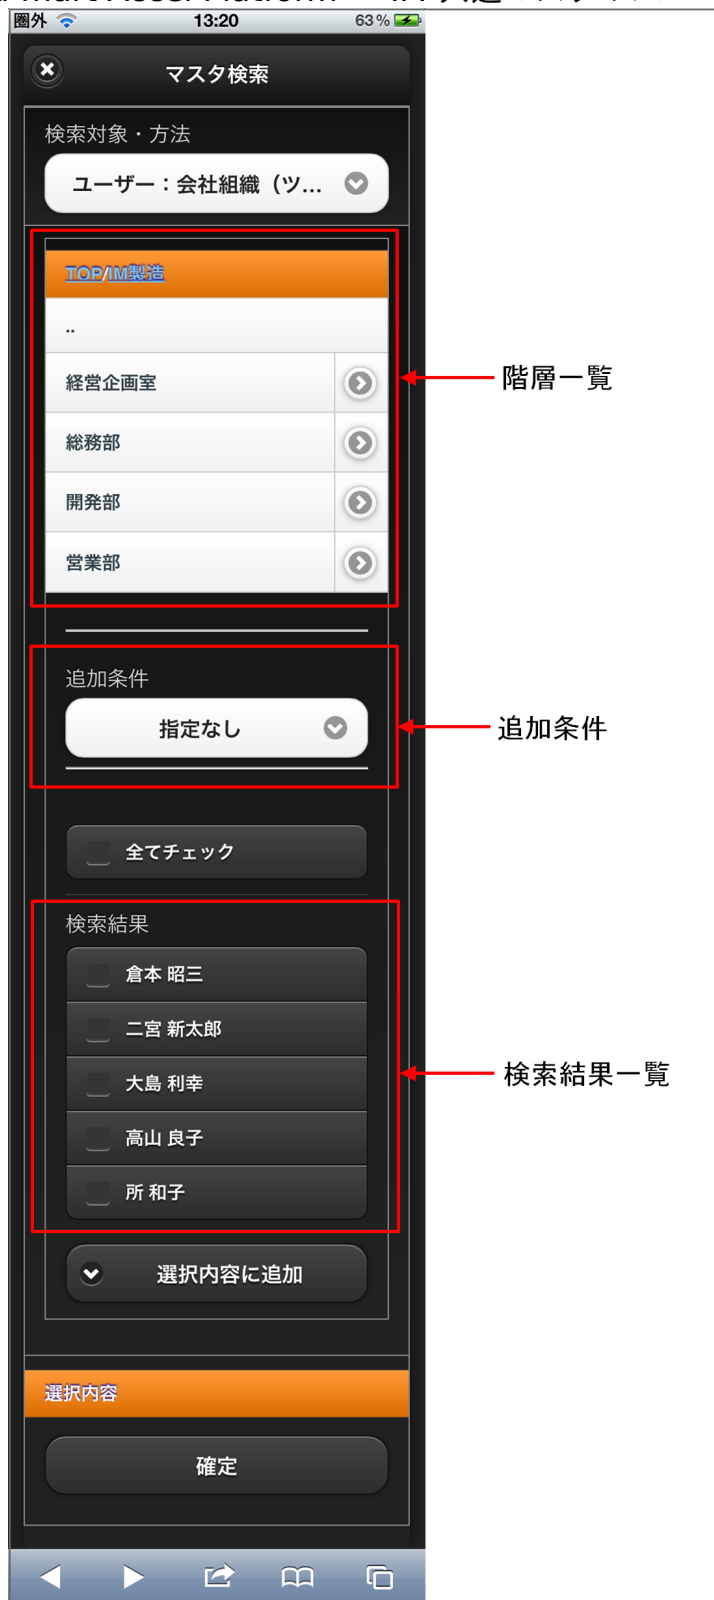 圏外 13:20 63%
マスタ検索
検索対象・方法
ユーザー：会社組織（ツ...
TOP/IM製造
..
経営企画室
階層一覧
総務部
開発部
営業部
追加条件
指定なし
追加条件
全てチェック
検索結果
倉本 昭三
二宮 新太郎
大島 利幸
検索結果一覧
高山 良子
所 和子
選択内容に追加
選択内容
確定